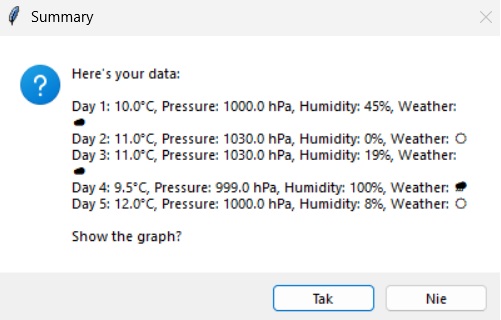 Summary
Here's your data:
Day 1: 10.0°C, Pressure: 1000.0 hPa, Humidity: 45%, Weather:
☁
Day 2: 11.0°C, Pressure: 1030.0 hPa, Humidity: 0%, Weather: ☼
Day 3: 11.0°C, Pressure: 1030.0 hPa, Humidity: 19%, Weather:
☁
Day 4: 9.5°C, Pressure: 999.0 hPa, Humidity: 100%, Weather: 🌧
Day 5: 12.0°C, Pressure: 1000.0 hPa, Humidity: 8%, Weather: ☼
Show the graph?
Tak
Nie